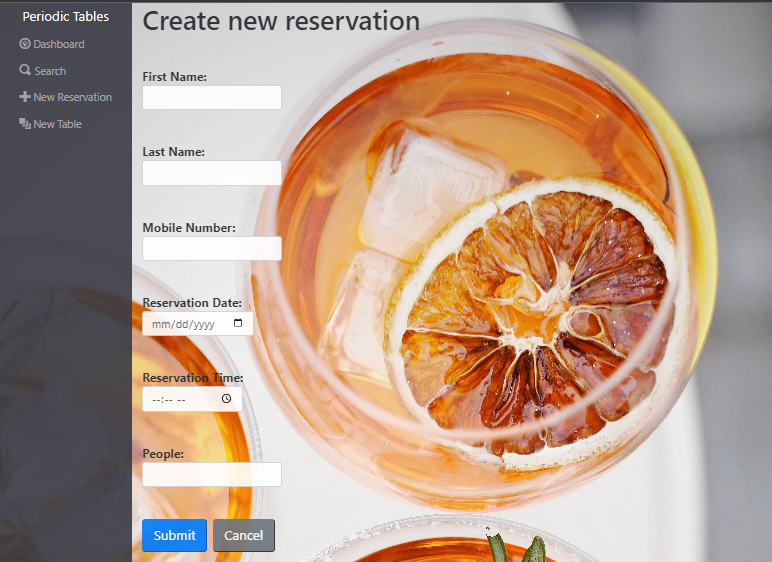 Periodic Tables
Dashboard
Search
New Reservation
New Table
Create new reservation
First Name:
Last Name:
Mobile Number:
Reservation Date:
mm/dd/yyyy
Reservation Time:
--:-- --
People:
Submit Cancel